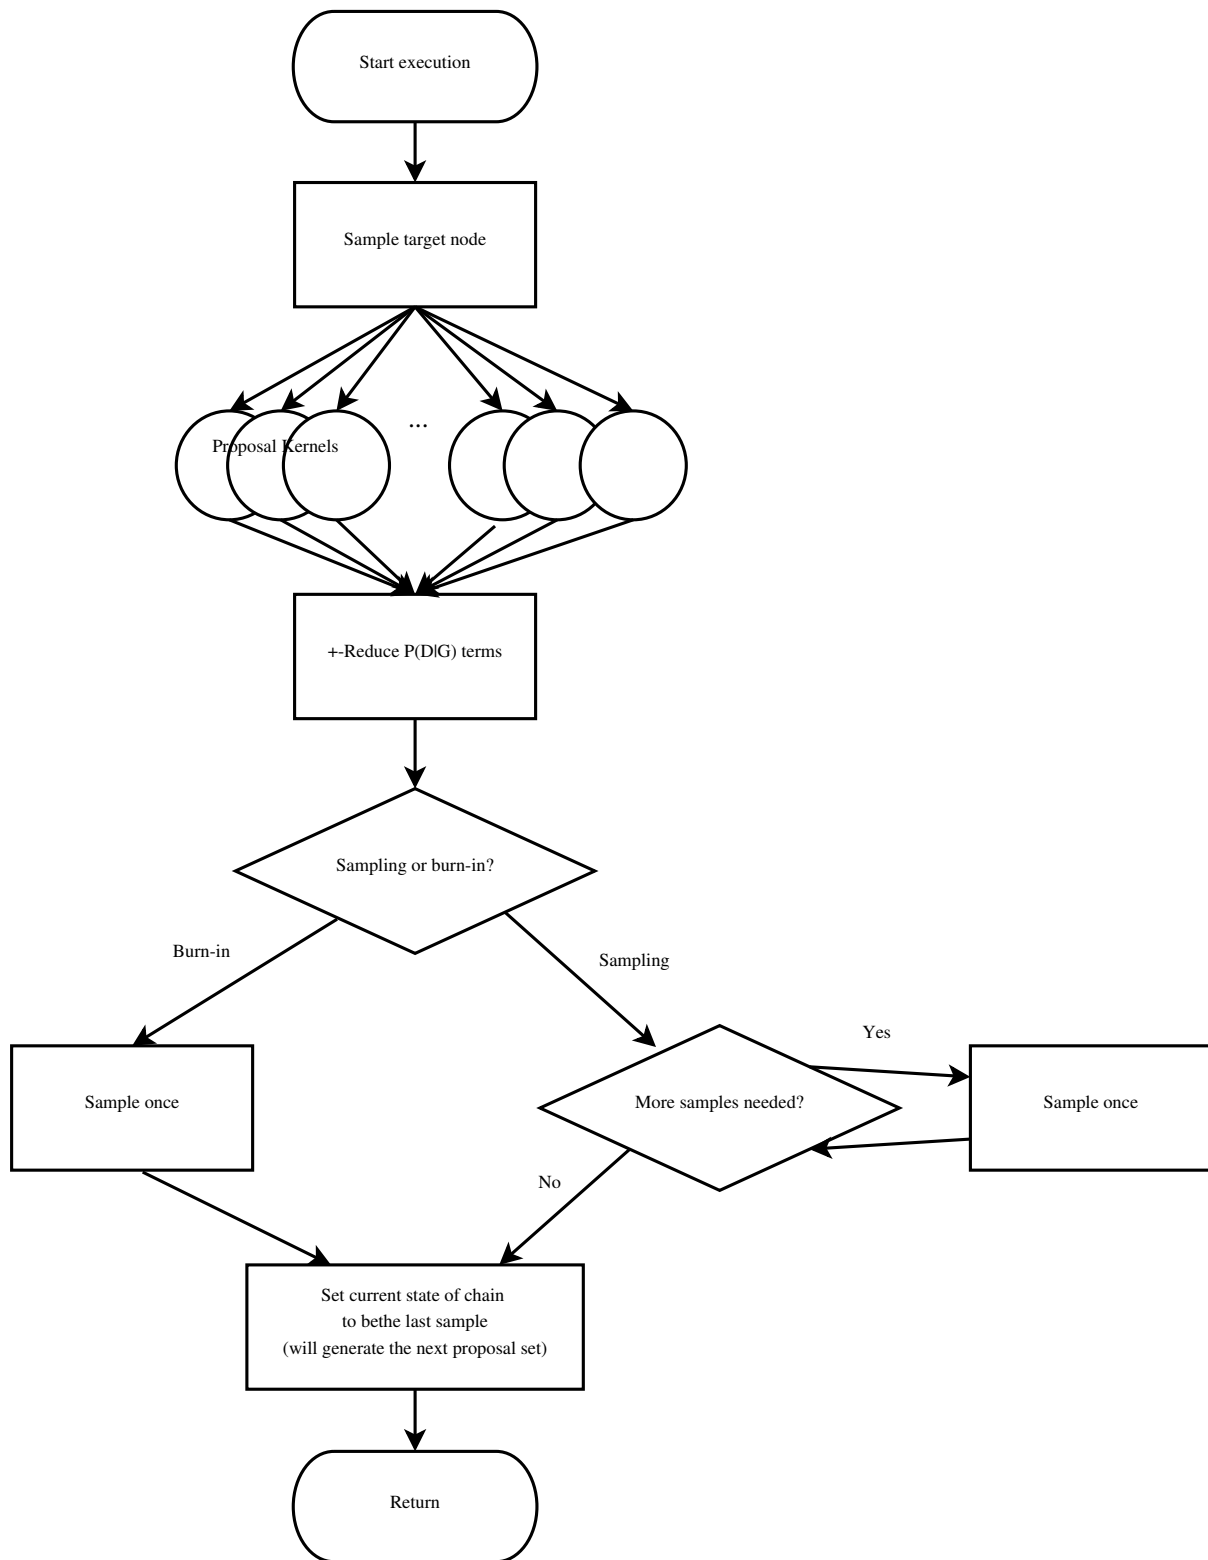 Start execution
Sample target node
...
Proposal Kernels
+-Reduce P(D|G) terms
Sampling or burn-in?
Burn-in
Sampling
Yes
Sample once
More samples needed?
Sample once
No
Set current state of chain
to bethe last sample
(will generate the next proposal set)
Return